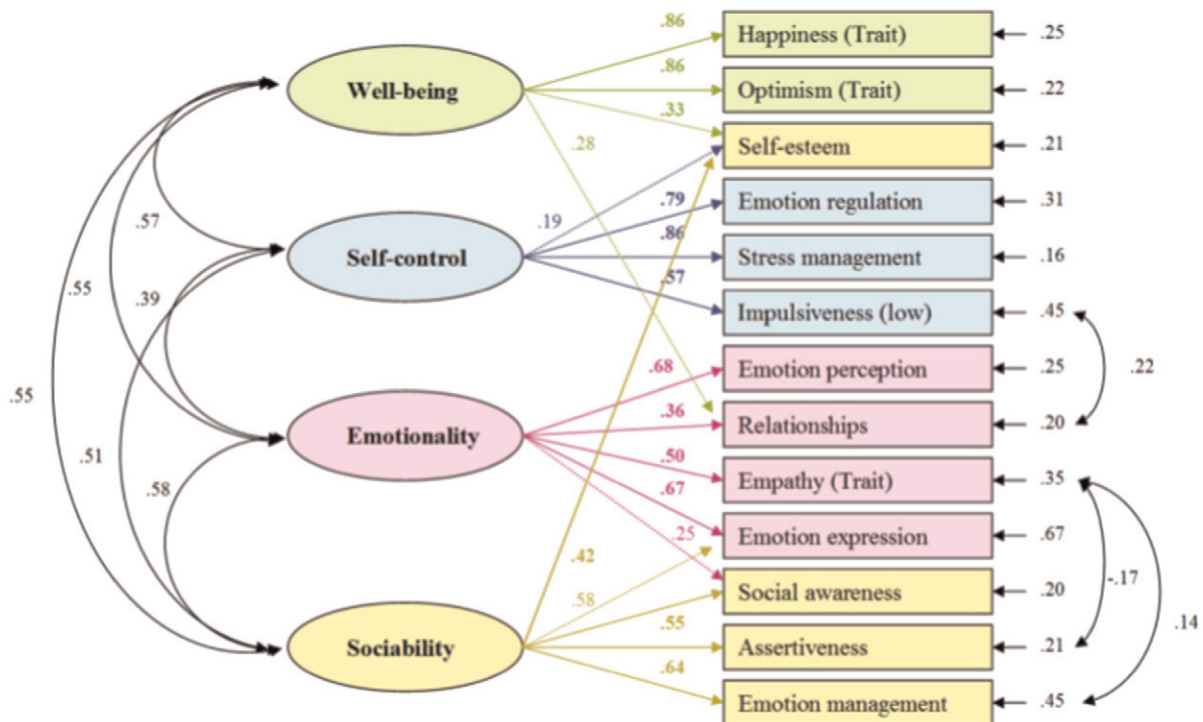 .86
Happiness (Trait)
.25
Well-being
.86
Optimism (Trait)
.22
.33
.28
Self-esteem
.21
.57
.19
.79
Emotion regulation
.31
Self-control
.86
Stress management
.16
.55
.39
.57
Impulsiveness (low)
.45
.68
Emotion perception
.25
.22
.55
.36
Relationships
.20
Emotionality
.51
.50
Empathy (Trait)
.35
.58
.67
.25
Emotion expression
.67
.42
-.17
.58
Social awareness
.20
.14
Sociability
.55
Assertiveness
.21
.64
Emotion management
.45